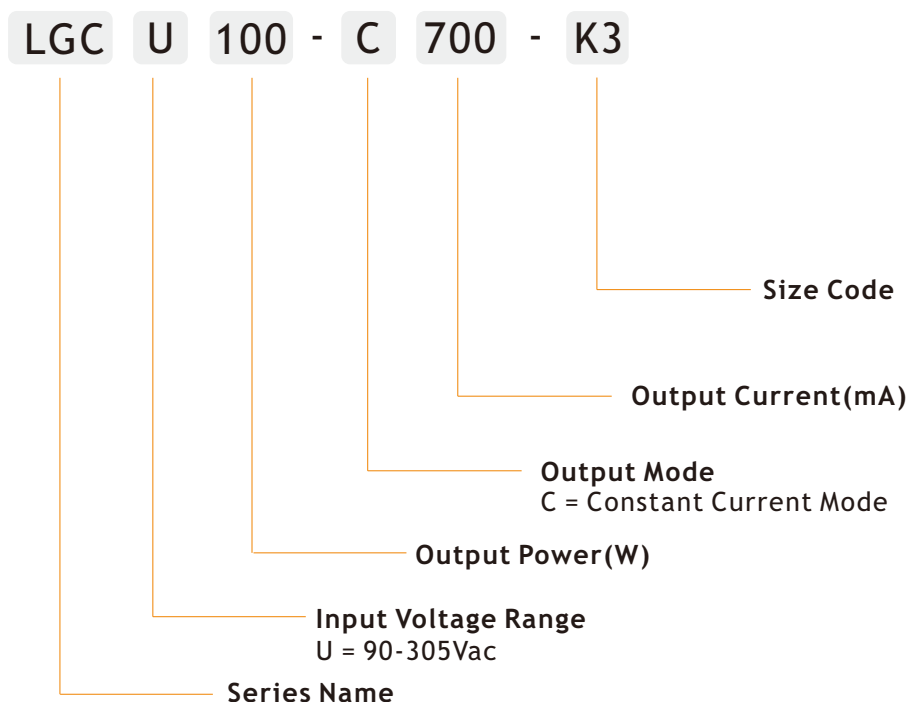 LGC U 100 - C 700 - K3
Size Code
Output Current(mA)
Output Mode
C = Constant Current Mode
Output Power(W)
Input Voltage Range
U = 90-305Vac
Series Name